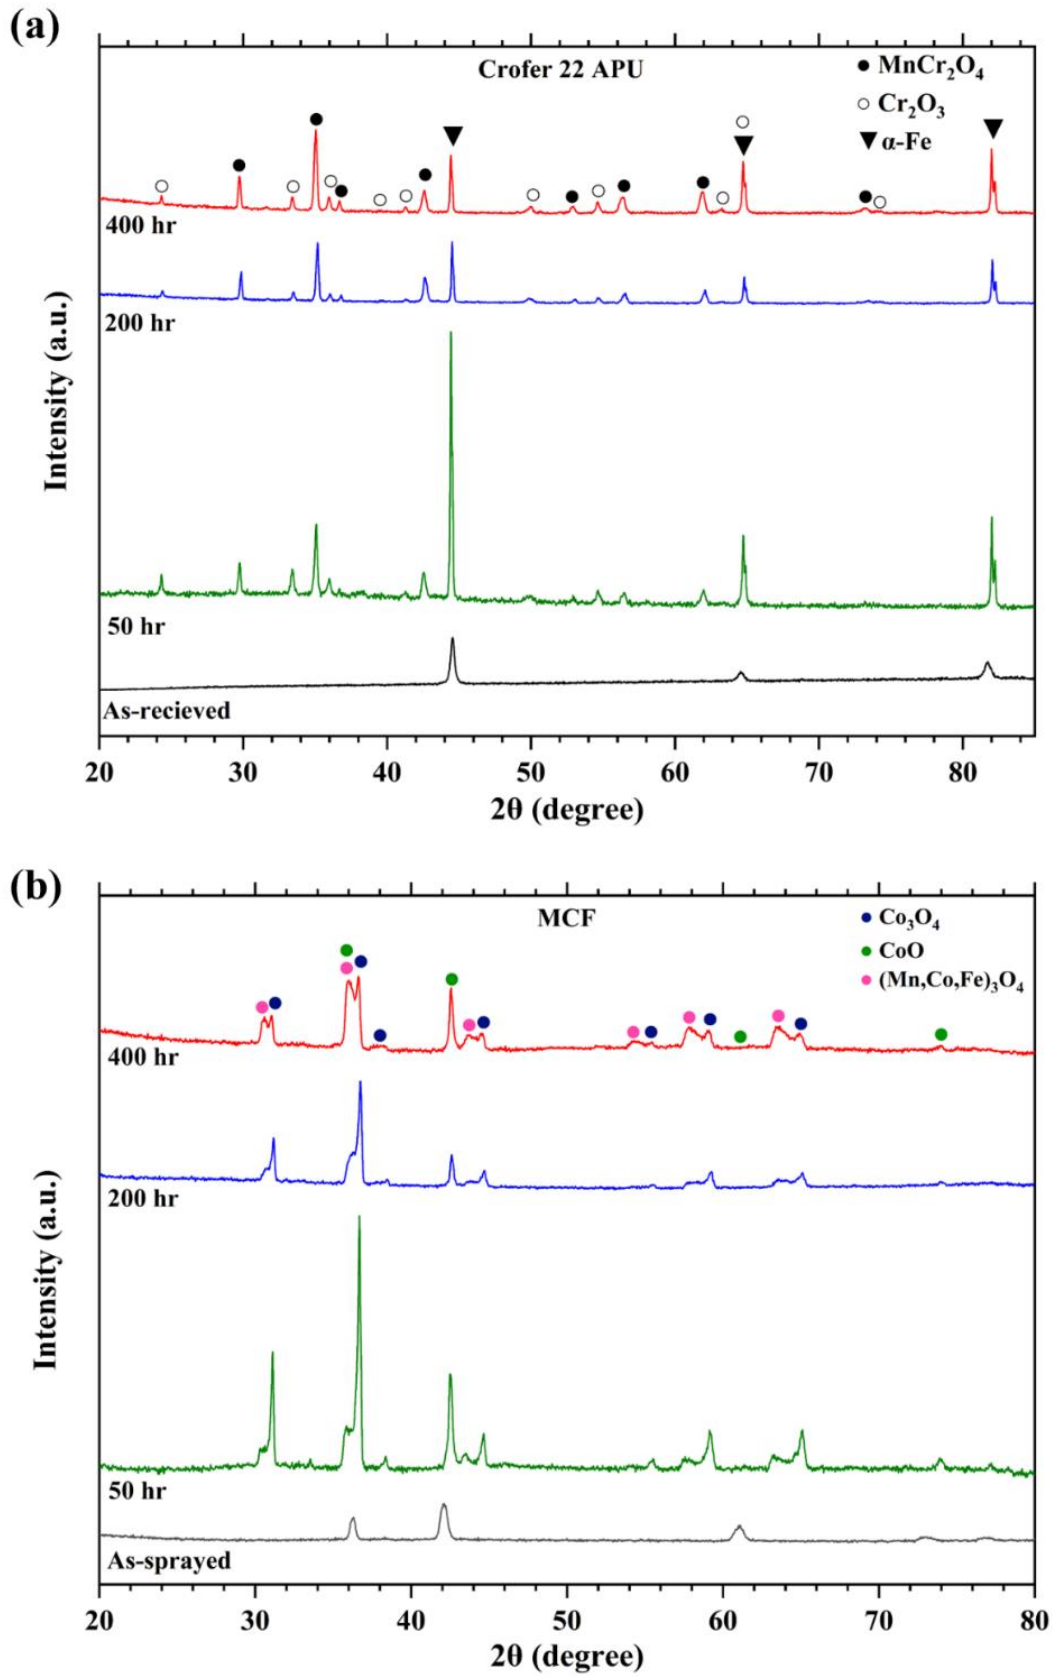 (a)
Crofer 22 APU
MnCr₂O₄
Cr₂O₃
α-Fe
400 hr
200 hr
50 hr
As-recieved
Intensity (a.u.)
20 30 40 50 60 70 80
2θ (degree)
(b)
MCF
Co₃O₄
CoO
(Mn,Co,Fe)₃O₄
400 hr
200 hr
50 hr
As-sprayed
Intensity (a.u.)
20 30 40 50 60 70 80
2θ (degree)